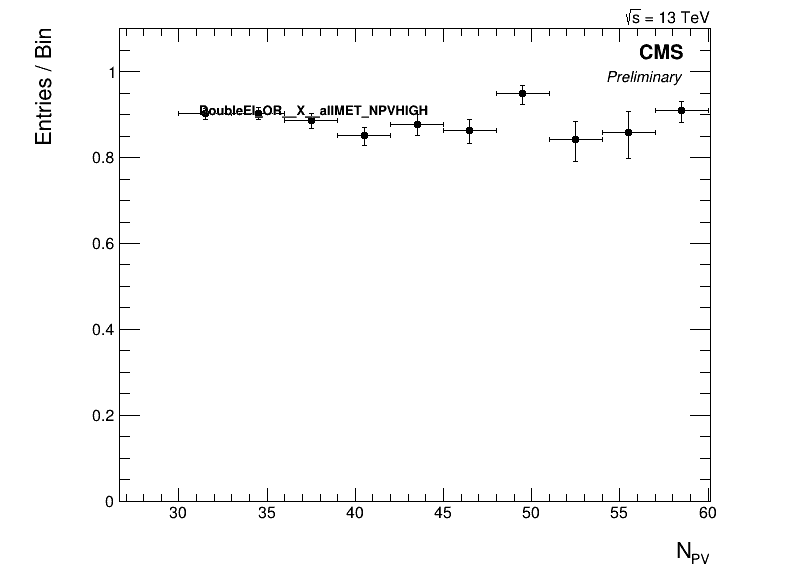 √s = 13 TeV
CMS
Preliminary
Entries / Bin
1
0.8
0.6
0.4
0.2
0
DoubleEl_OR__X__allMET_NPVHIGH
30 35 40 45 50 55 60
N_PV